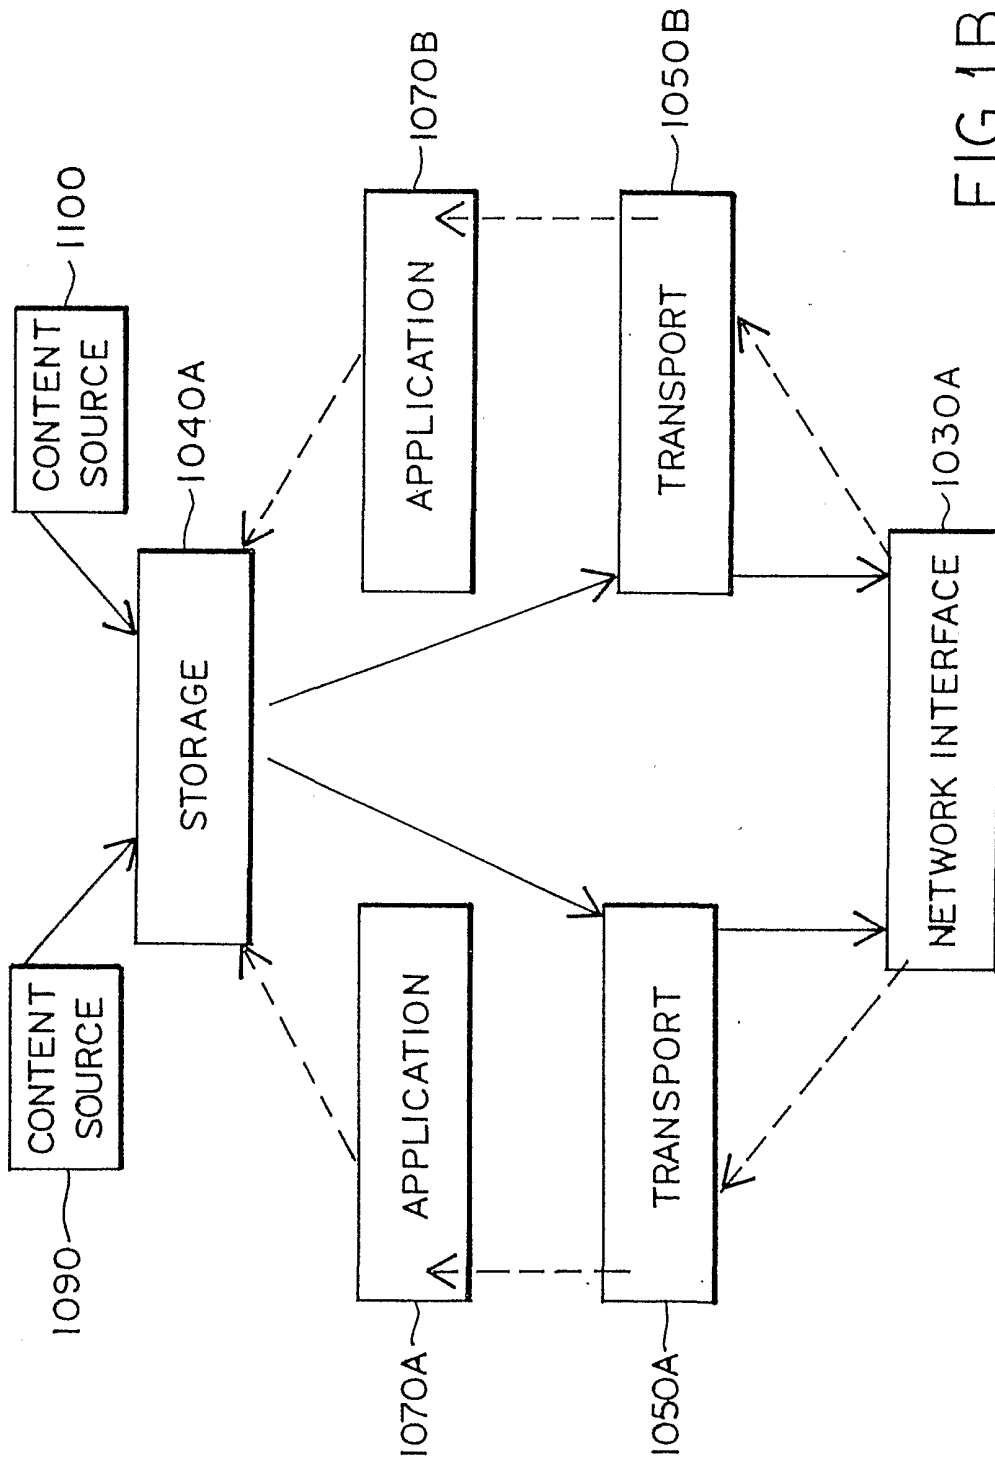 CONTENT
SOURCE
1090
CONTENT
SOURCE
1100
STORAGE
1040A
APPLICATION
1070A
APPLICATION
1070B
TRANSPORT
1050A
TRANSPORT
1050B
NETWORK INTERFACE
1030A
FIG. 1B